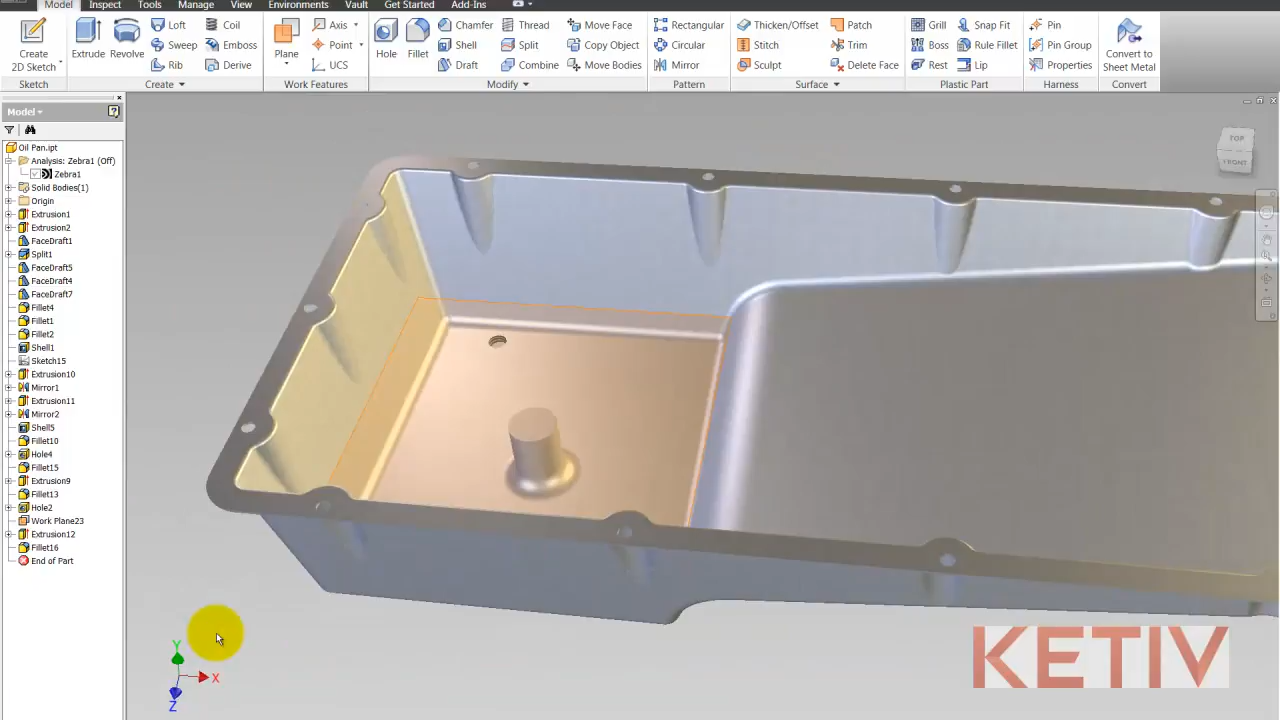 Model Inspect Tools Manage View Environments Vault Get Started Add-Ins
Loft Coil Axis Chamfer Thread Move Face Rectangular Thicken/Offset Patch Grill Snap Fit Pin
Create 2D Sketch Extrude Revolve Sweep Emboss Plane Point Hole Fillet Shell Split Copy Object Circular Stitch Trim Boss Rule Fillet Pin Group Convert to Sheet Metal
Rib Derive UCS Draft Combine Move Bodies Mirror Sculpt Delete Face Rest Lip Properties
Sketch Create Work Features Modify Pattern Surface Plastic Part Harness Convert
Model
Oil Pan.ipt
Analysis: Zebra1 (Off)
Zebra1
Solid Bodies(1)
Origin
Extrusion1
Extrusion2
FaceDraft1
Split1
FaceDraft5
FaceDraft4
FaceDraft7
Fillet4
Fillet1
Fillet2
Shell1
Sketch15
Extrusion10
Mirror1
Extrusion11
Mirror2
Shell5
Fillet10
Hole4
Fillet15
Extrusion9
Fillet13
Hole2
Work Plane23
Extrusion12
Fillet16
End of Part
TOP
FRONT
Y
X
Z
KETIV